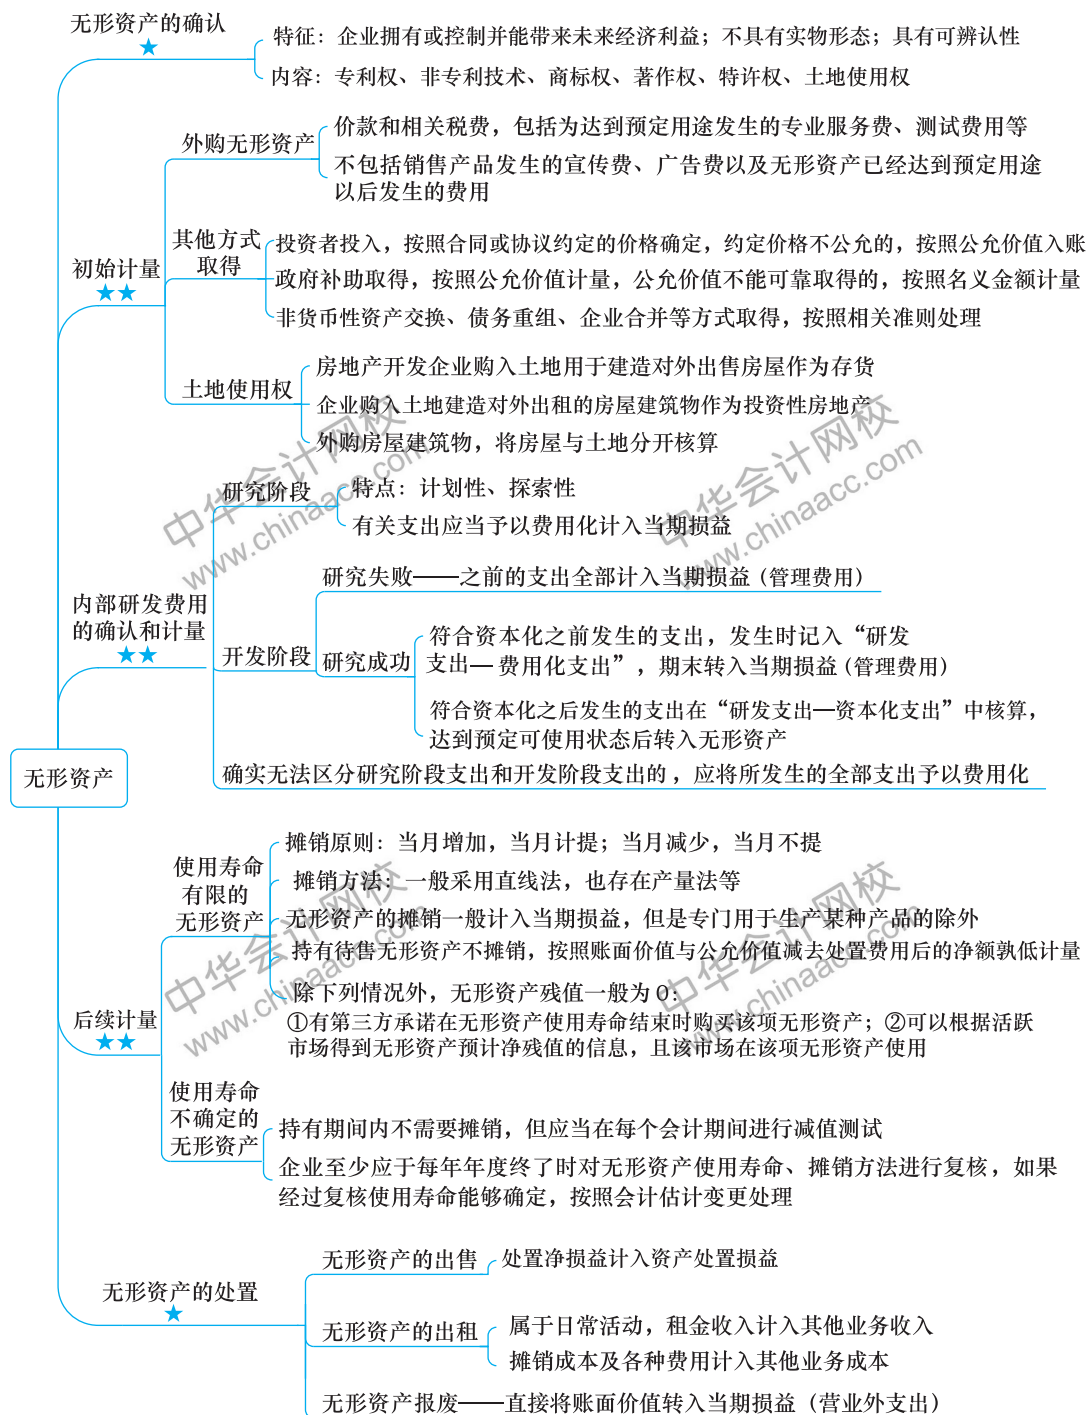 无形资产的确认
特征：企业拥有或控制并能带来未来经济利益；不具有实物形态；具有可辨认性
内容：专利权、非专利技术、商标权、著作权、特许权、土地使用权
外购无形资产
价款和相关税费，包括为达到预定用途发生的专业服务费、测试费用等
不包括销售产品发生的宣传费、广告费以及无形资产已经达到预定用途
以后发生的费用
初始计量
其他方式
取得
投资者投入，按照合同或协议约定的价格确定，约定价格不公允的，按照公允价值入账
政府补助取得，按照公允价值计量，公允价值不能可靠取得的，按照名义金额计量
非货币性资产交换、债务重组、企业合并等方式取得，按照相关准则处理
土地使用权
房地产开发企业购入土地用于建造对外出售房屋作为存货
企业购入土地建造对外出租的房屋建筑物作为投资性房地产
外购房屋建筑物，将房屋与土地分开核算
内部研发费用
的确认和计量
研究阶段
特点：计划性、探索性
有关支出应当予以费用化计入当期损益
开发阶段
研究失败——之前的支出全部计入当期损益（管理费用）
研究成功
符合资本化之前发生的支出，发生时记入“研发
支出—费用化支出”，期末转入当期损益（管理费用）
符合资本化之后发生的支出在“研发支出—资本化支出”中核算，
达到预定可使用状态后转入无形资产
确实无法区分研究阶段支出和开发阶段支出的，应将所发生的全部支出予以费用化
无形资产
后续计量
使用寿命
有限的
无形资产
摊销原则：当月增加，当月计提；当月减少，当月不提
摊销方法：一般采用直线法，也存在产量法等
无形资产的摊销一般计入当期损益，但是专门用于生产某种产品的除外
持有待售无形资产不摊销，按照账面价值与公允价值减去处置费用后的净额孰低计量
除下列情况外，无形资产残值一般为0：
①有第三方承诺在无形资产使用寿命结束时购买该项无形资产；②可以根据活跃
市场得到无形资产预计净残值的信息，且该市场在该项无形资产使用
使用寿命
不确定的
无形资产
持有期间内不需要摊销，但应当在每个会计期间进行减值测试
企业至少应于每年年度终了时对无形资产使用寿命、摊销方法进行复核，如果
经过复核使用寿命能够确定，按照会计估计变更处理
无形资产的处置
无形资产的出售
处置净损益计入资产处置损益
无形资产的出租
属于日常活动，租金收入计入其他业务收入
摊销成本及各种费用计入其他业务成本
无形资产报废——直接将账面价值转入当期损益（营业外支出）
中华会计网校
www.chinaacc.com
中华会计网校
www.chinaacc.com
中华会计网校
www.chinaacc.com
中华会计网校
www.chinaacc.com